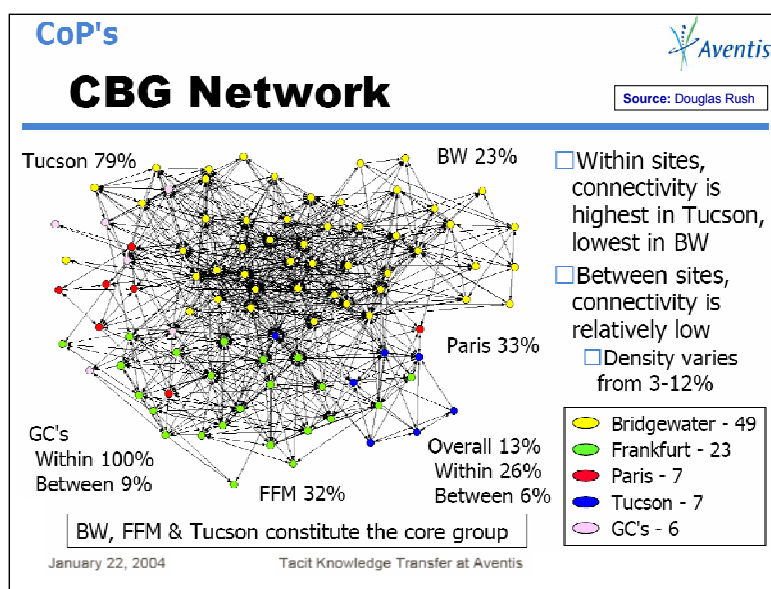 CoP's
Aventis
CBG Network
Source: Douglas Rush
Tucson 79%
BW 23%
Paris 33%
GC's
Within 100%
Between 9%
FFM 32%
Overall 13%
Within 26%
Between 6%
BW, FFM & Tucson constitute the core group
Within sites,
connectivity is
highest in Tucson,
lowest in BW
Between sites,
connectivity is
relatively low
Density varies
from 3-12%
Bridgewater - 49
Frankfurt - 23
Paris - 7
Tucson - 7
GC's - 6
January 22, 2004
Tacit Knowledge Transfer at Aventis